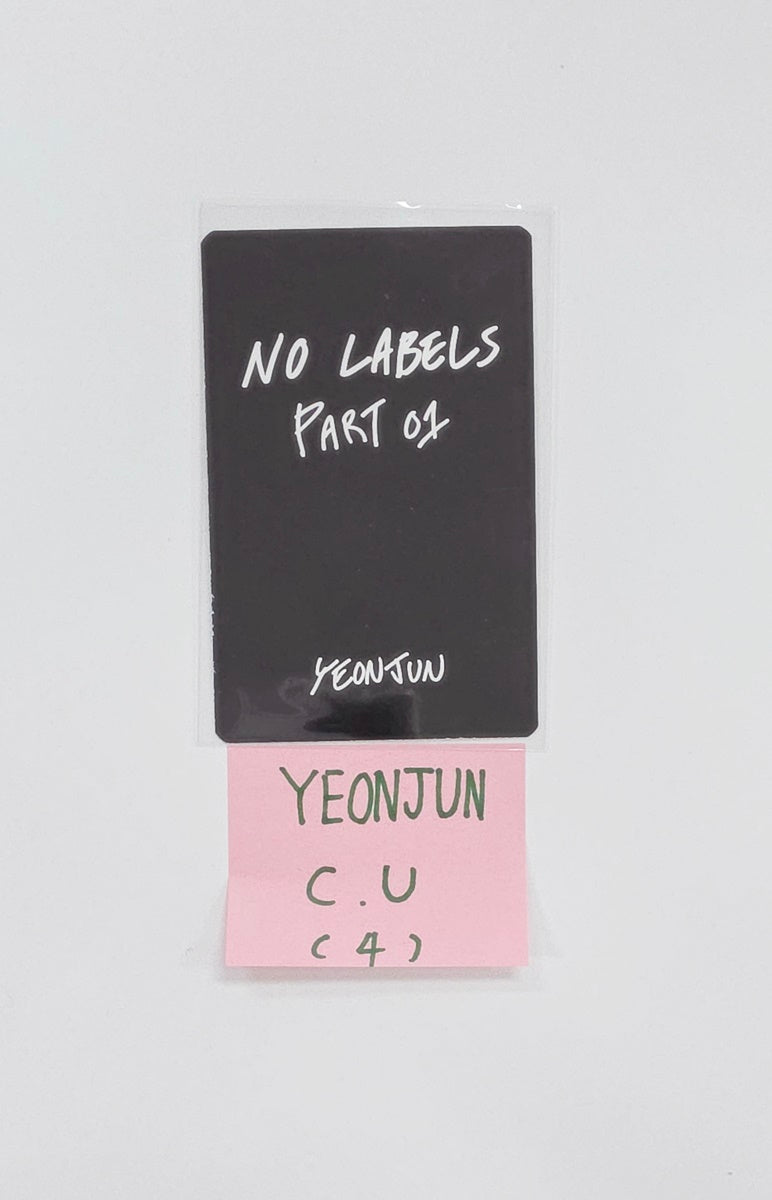 NO LABELS
PART 01
YEONJUN
YEONJUN
C.U
(4)